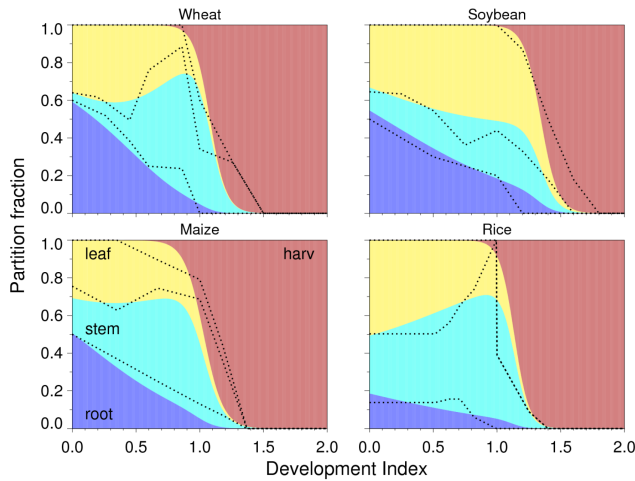 Wheat
Soybean
1.0
0.8
0.6
0.4
0.2
0.0
Partition fraction
Maize
Rice
1.0
0.8
0.6
0.4
0.2
0.0
leaf
harv
stem
root
0.0 0.5 1.0 1.5 2.0
0.0 0.5 1.0 1.5 2.0
Development Index